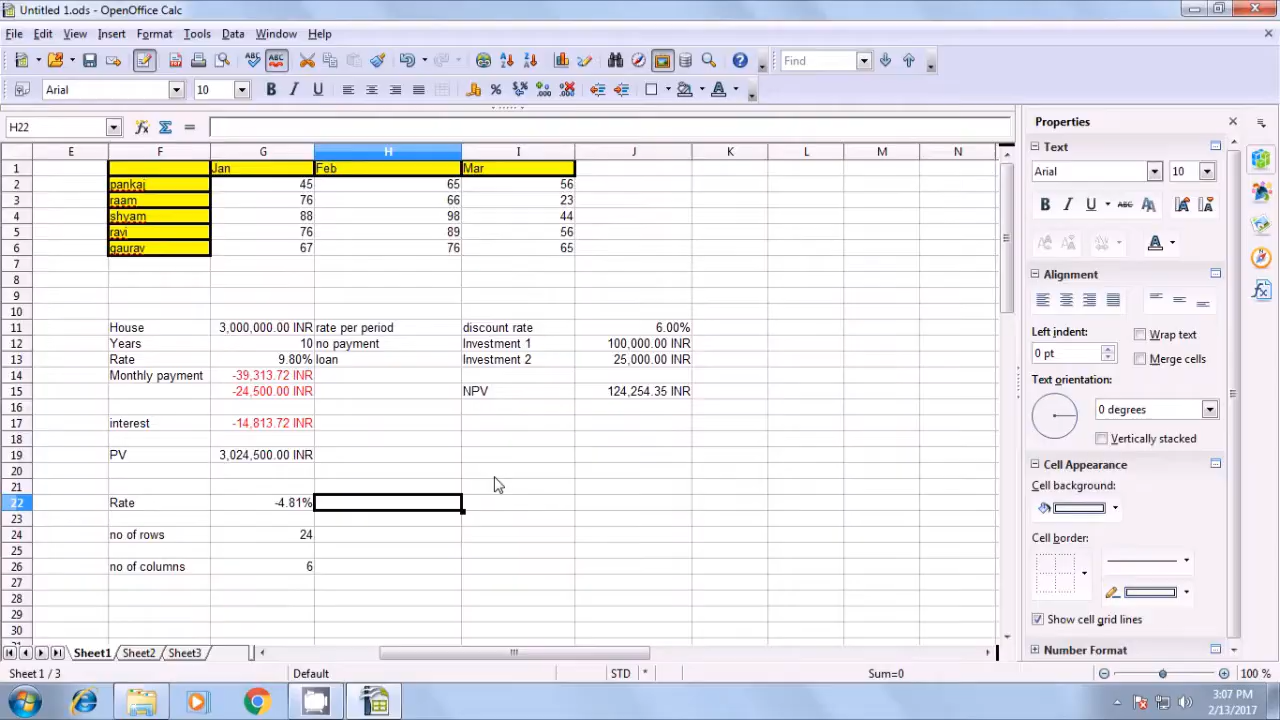 Untitled 1.ods - OpenOffice Calc
File Edit View Insert Format Tools Data Window Help
Find
Arial 10
H22
E F G H I J K L M N
1 Jan Feb Mar
2 pankaj 45 65 56
3 raam 76 66 23
4 shyam 88 98 44
5 ravi 76 89 56
6 gaurav 67 76 65
7
8
9
10
11 House 3,000,000.00 INR rate per period discount rate 6.00%
12 Years 10 no payment Investment 1 100,000.00 INR
13 Rate 9.80% loan Investment 2 25,000.00 INR
14 Monthly payment -39,313.72 INR
15 -24,500.00 INR NPV 124,254.35 INR
16
17 interest -14,813.72 INR
18
19 PV 3,024,500.00 INR
20
21
22 Rate -4.81%
23
24 no of rows 24
25
26 no of columns 6
27
28
29
30
Sheet1 Sheet2 Sheet3
Sheet 1 / 3 Default STD * Sum=0 100 %
Properties
Text
Arial 10
Alignment
Left indent:
0 pt
Wrap text
Merge cells
Text orientation:
0 degrees
Vertically stacked
Cell Appearance
Cell background:
Cell border:
Show cell grid lines
Number Format
3:07 PM
2/13/2017